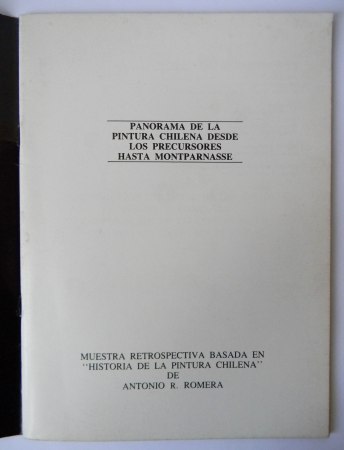 PANORAMA DE LA
PINTURA CHILENA DESDE
LOS PRECURSORES
HASTA MONTPARNASSE
MUESTRA RETROSPECTIVA BASADA EN
"HISTORIA DE LA PINTURA CHILENA"
DE
ANTONIO R. ROMERA